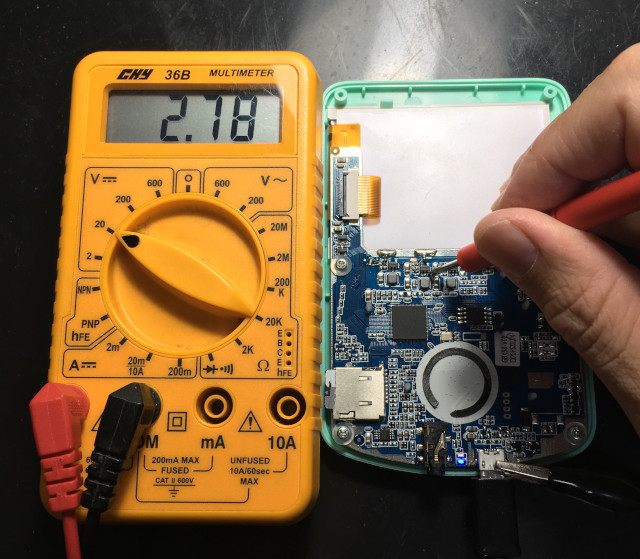 CHY 36B MULTIMETER
2.78
V⎓ 600 600 V~
200 200
20 20M
2 2M
NPN 200
K
PNP 20K
hFE 2m 2K
E
B
C
E
hFE
A⎓ 20m 200m Ω
10A
mA 10A
200mA MAX UNFUSED
FUSED 10A/60sec
CAT II 600V MAX